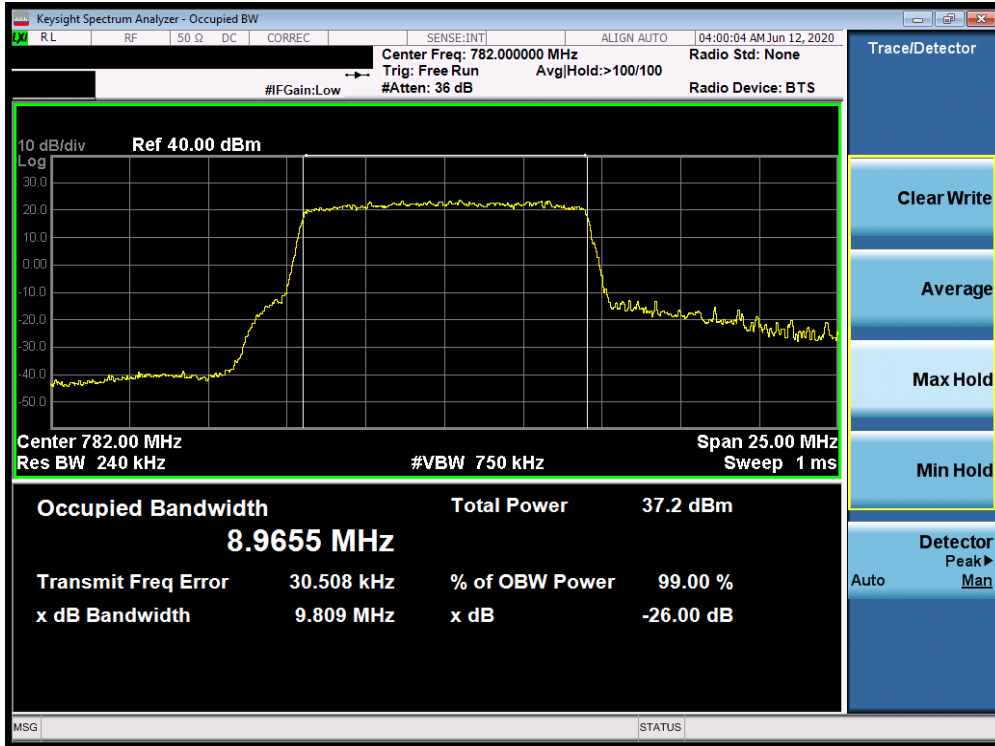 Keysight Spectrum Analyzer - Occupied BW
LXI RL RF 50 Ω DC CORREC SENSE:INT ALIGN AUTO 04:00:04 AM Jun 12, 2020
Center Freq: 782.000000 MHz Radio Std: None
Trig: Free Run Avg|Hold:>100/100
#IFGain:Low #Atten: 36 dB Radio Device: BTS
10 dB/div Ref 40.00 dBm
Log
30.0
20.0
10.0
0.00
-10.0
-20.0
-30.0
-40.0
-50.0
Center 782.00 MHz Span 25.00 MHz
Res BW 240 kHz #VBW 750 kHz Sweep 1 ms
Occupied Bandwidth Total Power 37.2 dBm
8.9655 MHz
Transmit Freq Error 30.508 kHz % of OBW Power 99.00 %
x dB Bandwidth 9.809 MHz x dB -26.00 dB
MSG STATUS
Trace/Detector
Clear Write
Average
Max Hold
Min Hold
Detector
Peak▶
Auto Man